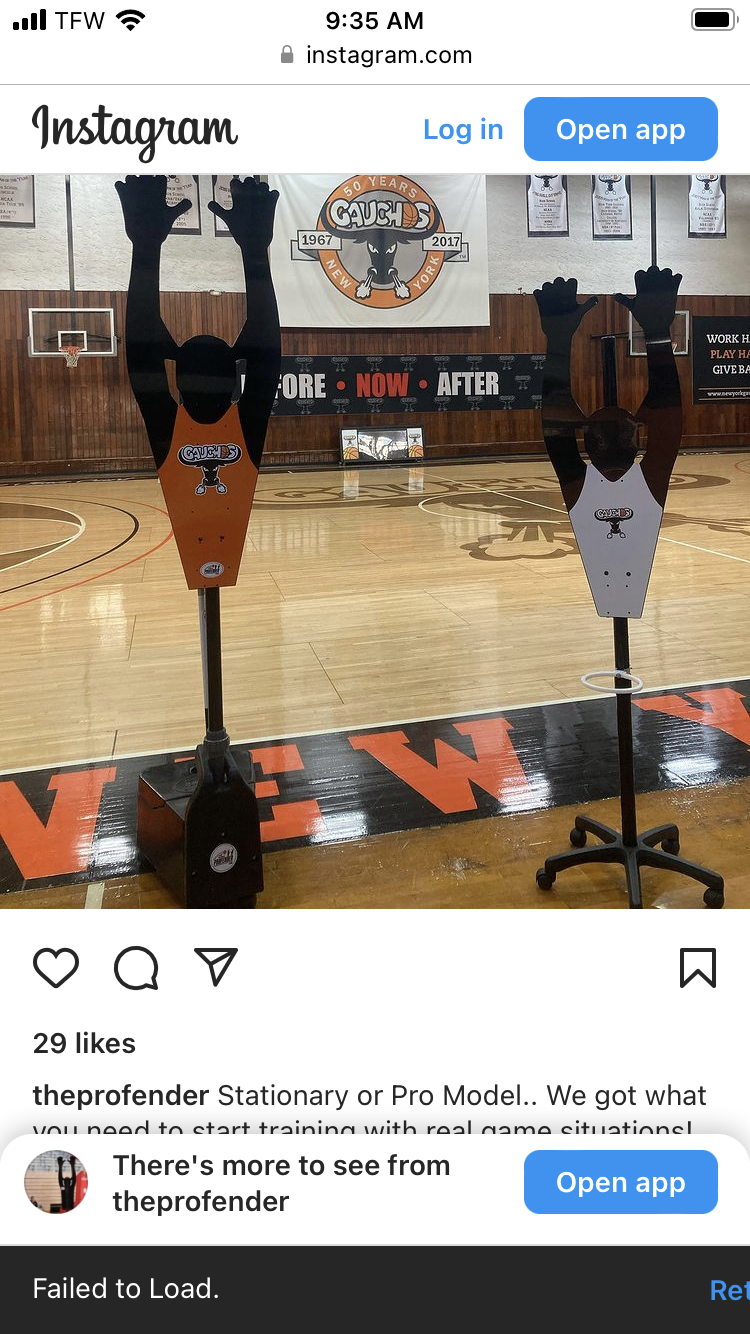 TFW
9:35 AM
instagram.com
Instagram
Log in
Open app
50 YEARS
GAUCHOS
1967
2017
NEW YORK
FORE • NOW • AFTER
WORK H
PLAY HA
GIVE BA
GAUCHOS
GAUCHOS
NEW Y
29 likes
theprofender Stationary or Pro Model.. We got what
you need to start training with real game situations!
There's more to see from
theprofender
Open app
Failed to Load.
Ret